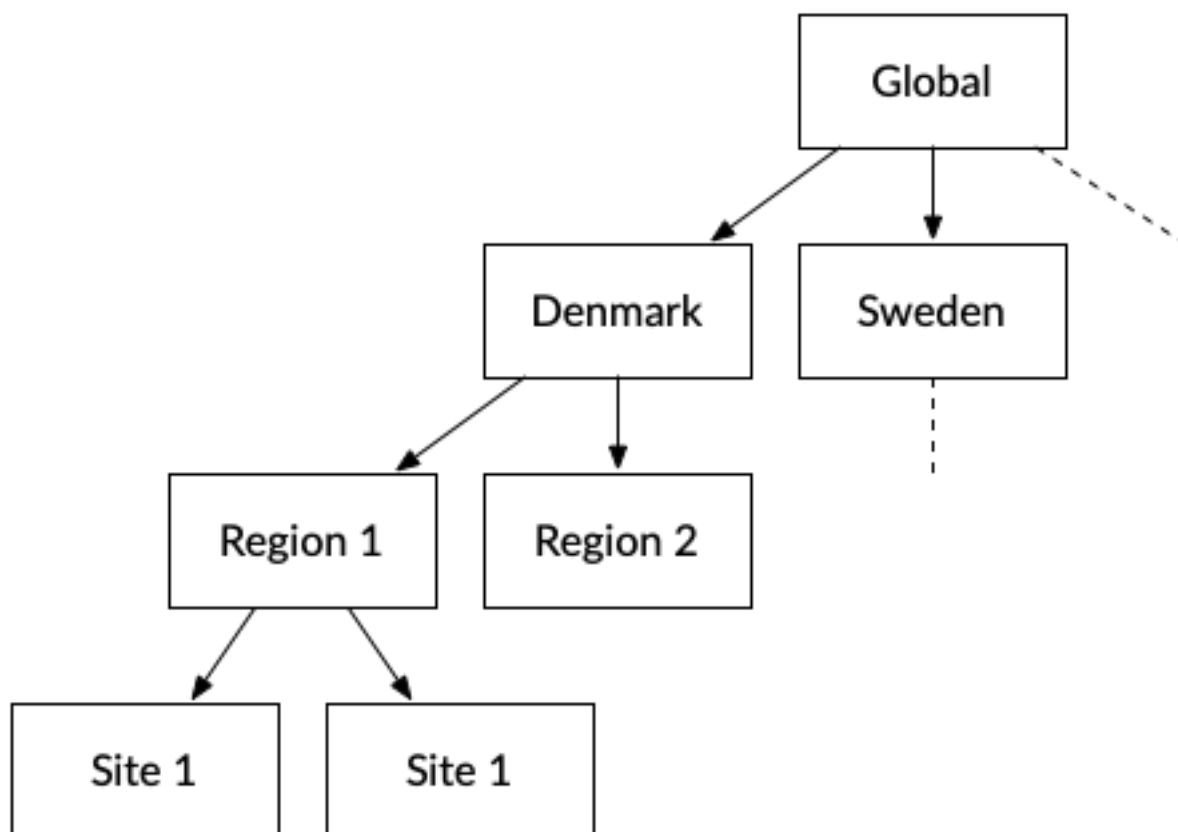 Global
Denmark
Sweden
Region 1
Region 2
Site 1
Site 1